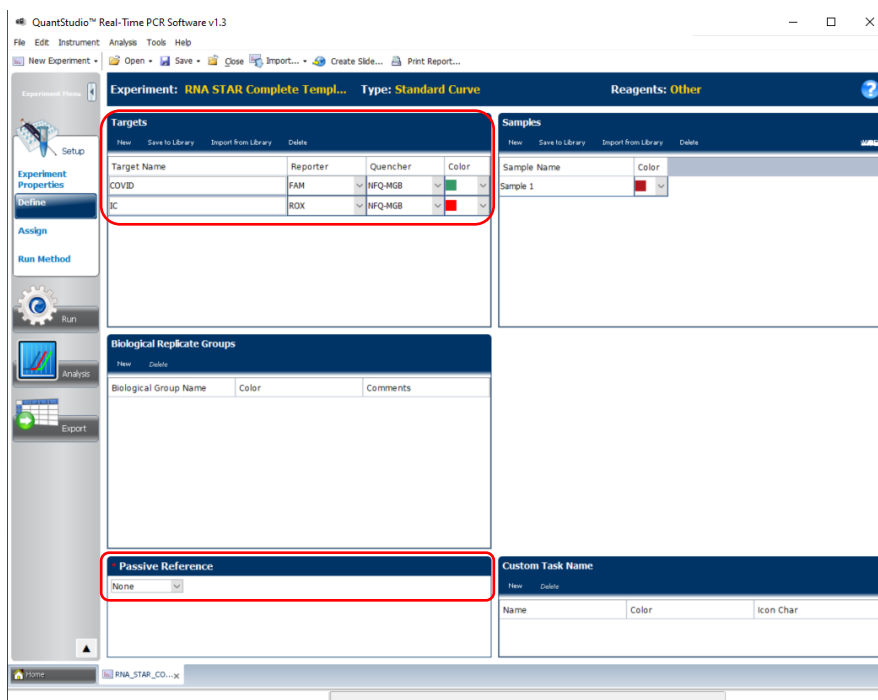 QuantStudio™ Real-Time PCR Software v1.3
File Edit Instrument Analysis Tools Help
New Experiment Open Save Close Import... Create Slide... Print Report...
Experiment Menu
Experiment: RNA STAR Complete Templ... Type: Standard Curve Reagents: Other
Setup
Experiment
Properties
Define
Assign
Run Method
Run
Analysis
Export
Targets
New Save to Library Import from Library Delete
Target Name Reporter Quencher Color
COVID FAM NFQ-MGB
IC ROX NFQ-MGB
Samples
New Save to Library Import from Library Delete
Sample Name Color
Sample 1
Biological Replicate Groups
New Delete
Biological Group Name Color Comments
* Passive Reference
None
Custom Task Name
New Delete
Name Color Icon Char
Home RNA_STAR_CO...x